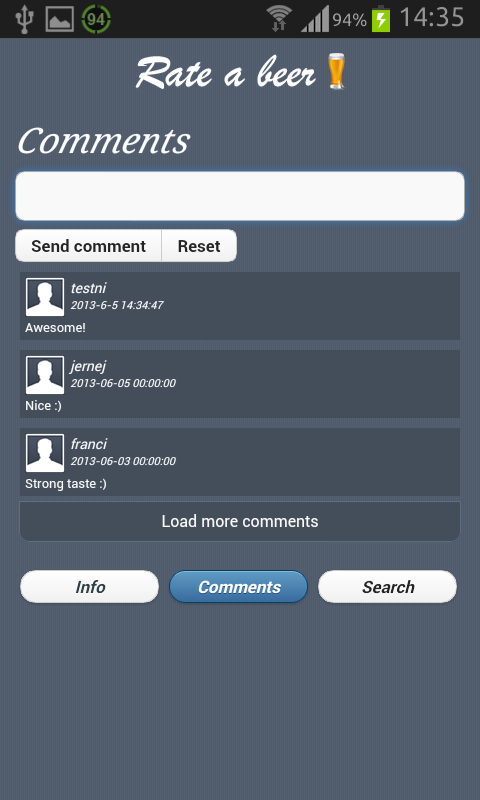 94 94% 14:35
Rate a beer
Comments
Send comment Reset
testni
2013-6-5 14:34:47
Awesome!
jernej
2013-06-05 00:00:00
Nice :)
franci
2013-06-03 00:00:00
Strong taste :)
Load more comments
Info Comments Search